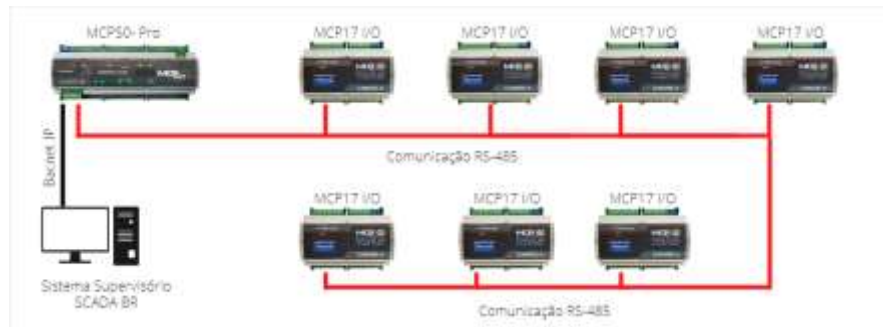 MCP50- Pro
MCP17 I/O
MCP17 I/O
MCP17 I/O
MCP17 I/O
Bacnet IP
Comunicação RS-485
MCP17 I/O
MCP17 I/O
MCP17 I/O
Sistema Supervisório
SCADA BR
Comunicação RS-485